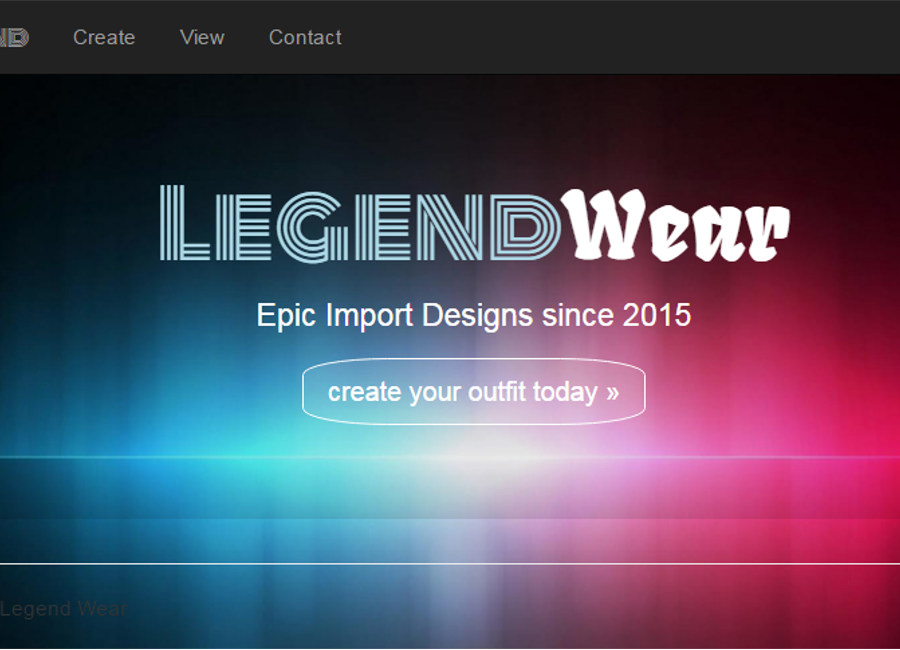 ND Create View Contact
LEGENDWear
Epic Import Designs since 2015
create your outfit today »
Legend Wear